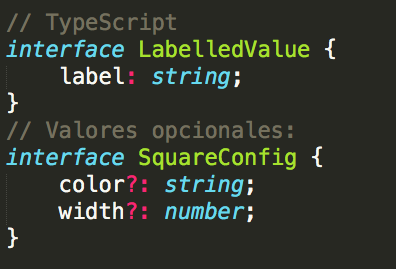 // TypeScript
interface LabelledValue {
    label: string;
}
// Valores opcionales:
interface SquareConfig {
    color?: string;
    width?: number;
}